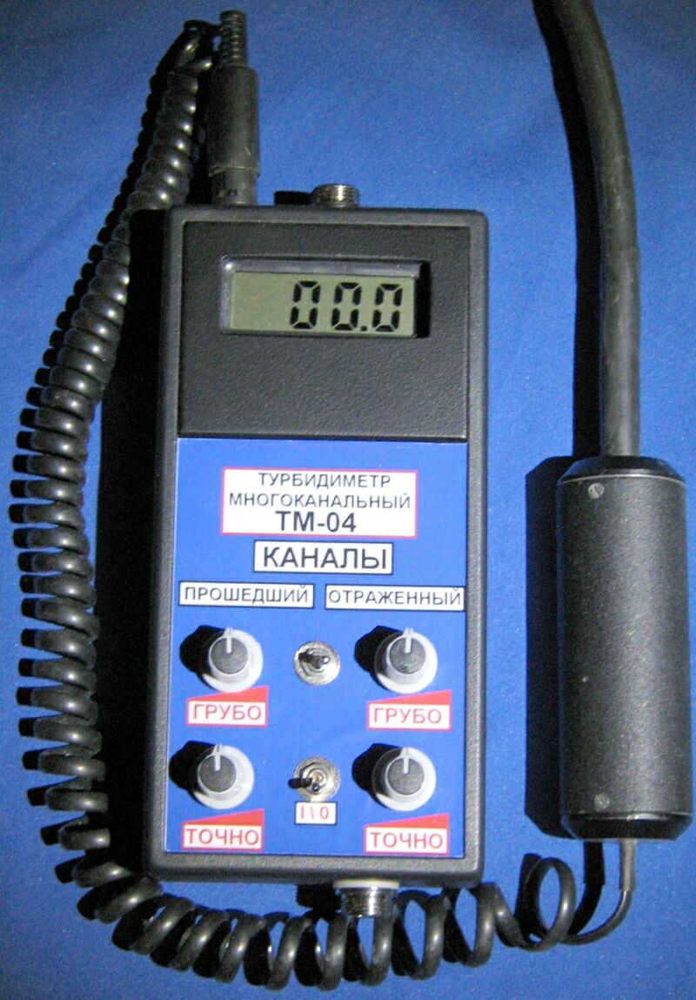 00.0
ТУРБИДИМЕТР
МНОГОКАНАЛЬНЫЙ
ТМ-04
КАНАЛЫ
ПРОШЕДШИЙ ОТРАЖЕННЫЙ
ГРУБО ГРУБО
I\0
ТОЧНО ТОЧНО